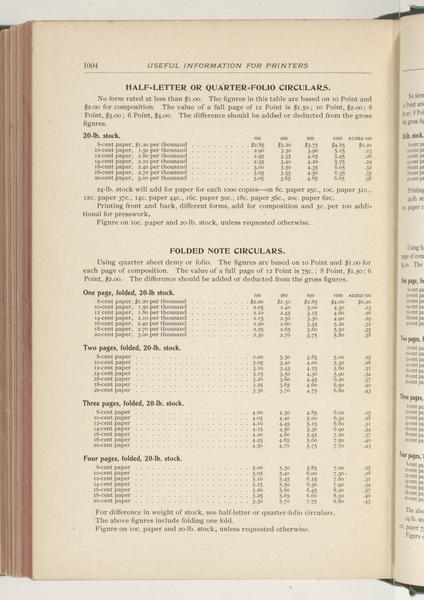 1004 USEFUL INFORMATION FOR PRINTERS
HALF-LETTER OR QUARTER-FOLIO CIRCULARS.
No form rated at less than $1.00. The figures in this table are based on 10 Point and
$2.00 for composition. The value of a full page of 12 Point is $1.50; 10 Point, $2.00; 8
Point, $3.00; 6 Point, $4.00. The difference should be added or deducted from the gross
figures.
20-lb. stock. 100 250 500 1000 ADDED 100
8-cent paper, $1.20 per thousand $2.85 $3.20 $3.75 $4.85 $0.20
10-cent paper, 1.50 per thousand 2.90 3.30 3.90 5.15 .23
12-cent paper, 1.80 per thousand 2.95 3.35 4.05 5.45 .26
14-cent paper, 2.10 per thousand 2.95 3.40 4.20 5.75 .29
16-cent paper, 2.40 per thousand 3.00 3.50 4.35 6.05 .32
18-cent paper, 2.70 per thousand 3.05 3.55 4.50 6.35 .35
20-cent paper, 3.00 per thousand 3.05 3.65 4.65 6.65 .38
24-lb. stock will add for paper for each 1000 copies—on 8c. paper 25c., 10c. paper 31c.,
12c. paper 37c., 14c. paper 44c., 16c. paper 50c., 18c. paper 56c., 20c. paper 62c.
Printing front and back, different forms, add for composition and 5c. per 100 addi-
tional for presswork.
Figure on 10c. paper and 20-lb. stock, unless requested otherwise.
FOLDED NOTE CIRCULARS.
Using quarter sheet demy or folio. The figures are based on 10 Point and $1.00 for
each page of composition. The value of a full page of 12 Point is 75c.; 8 Point, $1.50; 6
Point, $2.00. The difference should be added or deducted from the gross figures.
One page, folded, 20-lb stock. 100 250 500 1000 ADDED 100
8-cent paper, $1.20 per thousand $2.00 $2.30 $2.85 $4.00 $0.20
10-cent paper, 1.50 per thousand 2.05 2.40 3.00 4.30 .23
12-cent paper, 1.80 per thousand 2.10 2.45 3.15 4.60 .26
14-cent paper, 2.10 per thousand 2.15 2.50 3.30 4.90 .29
16-cent paper, 2.40 per thousand 2.20 2.60 3.45 5.20 .32
18-cent paper, 2.70 per thousand 2.25 2.65 3.60 5.50 .35
20-cent paper, 3.00 per thousand 2.30 2.70 3.75 5.80 .38
Two pages, folded, 20-lb. stock.
8-cent paper 3.00 3.30 3.85 5.00 .25
10-cent paper 3.05 3.40 4.00 5.30 .28
12-cent paper 3.10 3.45 4.15 5.60 .31
14-cent paper 3.15 3.50 4.30 5.90 .34
16-cent paper 3.20 3.60 4.45 6.20 .37
18-cent paper 3.25 3.65 4.60 6.50 .40
20-cent paper 3.30 3.70 4.75 6.80 .43
Three pages, folded, 20-lb. stock.
8-cent paper 4.00 4.30 4.85 6.00 .25
10-cent paper 4.05 4.40 5.00 6.30 .28
12-cent paper 4.10 4.45 5.15 6.60 .31
14-cent paper 4.15 4.50 5.30 6.90 .34
16-cent paper 4.20 4.60 5.45 7.20 .37
18-cent paper 4.25 4.65 5.60 7.50 .40
20-cent paper 4.30 4.70 5.75 7.70 .43
Four pages, folded, 20-lb. stock.
8-cent paper 5.00 5.30 5.85 7.00 .25
10-cent paper 5.05 5.40 6.00 7.30 .28
12-cent paper 5.10 5.45 6.15 7.60 .31
14-cent paper 5.15 5.50 6.30 7.90 .34
16-cent paper 5.20 5.60 6.45 8.20 .37
18-cent paper 5.25 5.65 6.60 8.50 .40
20-cent paper 5.30 5.70 7.75 8.80 .43
For difference in weight of stock, see half-letter or quarter-folio circulars.
The above figures include folding one fold.
Figure on 10c. paper and 20-lb. stock, unless requested otherwise.